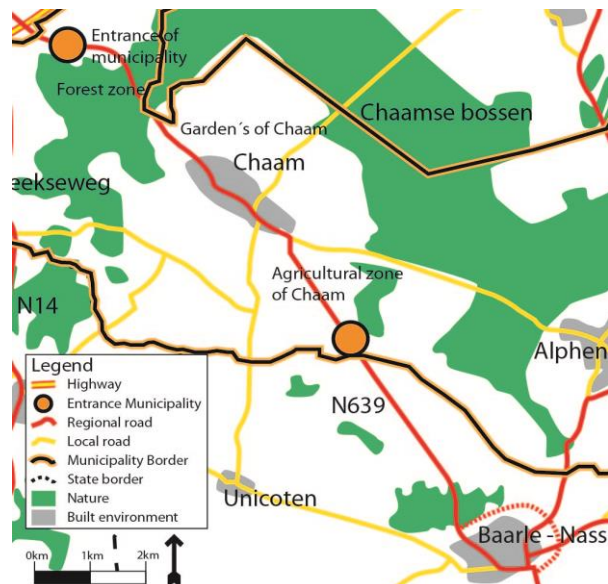 Entrance of
municipality
Forest zone
Garden´s of Chaam
Chaamse bossen
Chaam
eekseweg
Agricultural zone
of Chaam
N14
Alphen
Legend
Highway
Entrance Municipality
Regional road
Local road
Municipality Border
State border
Nature
Built environment
N639
Unicoten
Baarle - Nass
0km 1km 2km